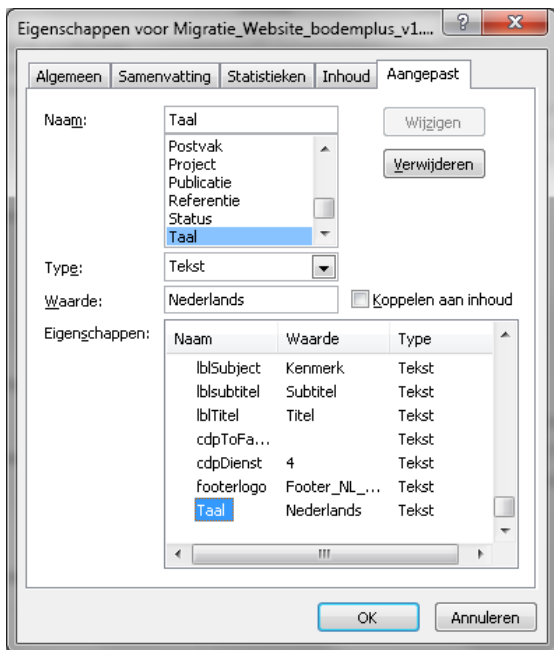 Eigenschappen voor Migratie_Website_bodemplus_v1....
Algemeen Samenvatting Statistieken Inhoud Aangepast
Naam: Taal Wijzigen
Postvak
Project
Publicatie
Referentie
Status
Taal
Verwijderen
Type: Tekst
Waarde: Nederlands Koppelen aan inhoud
Eigenschappen:
Naam Waarde Type
lblSubject Kenmerk Tekst
lblsubtitel Subtitel Tekst
lblTitel Titel Tekst
cdpToFa... Tekst
cdpDienst 4 Tekst
footerlogo Footer_NL_... Tekst
Taal Nederlands Tekst
OK Annuleren